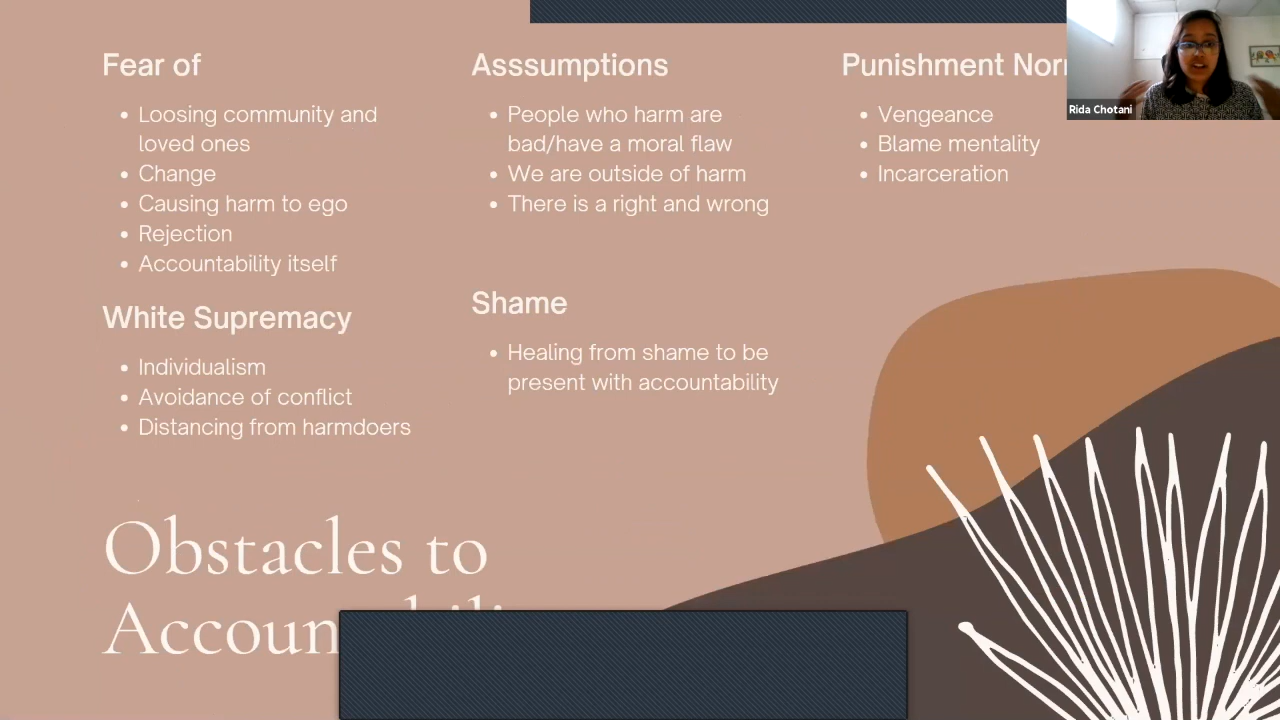 Fear of
Loosing community and
loved ones
Change
Causing harm to ego
Rejection
Accountability itself
White Supremacy
Individualism
Avoidance of conflict
Distancing from harmdoers
Asssumptions
People who harm are
bad/have a moral flaw
We are outside of harm
There is a right and wrong
Shame
Healing from shame to be
present with accountability
Punishment
Vengeance
Blame mentality
Incarceration
Rida Chotani
Obstacles to